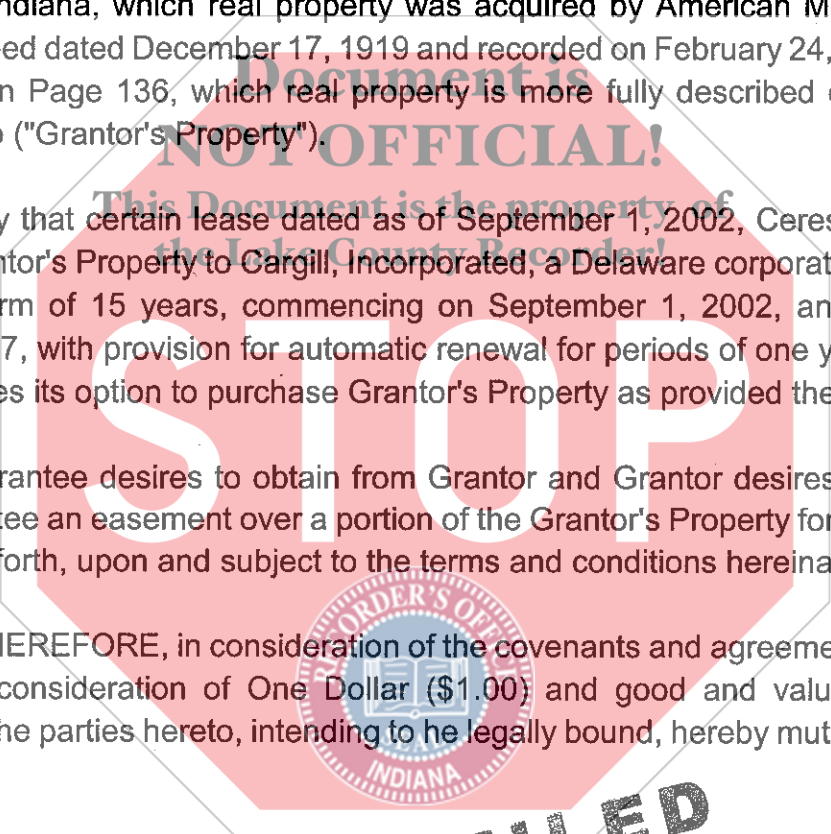 ndiana, which real property was acquired by American M
ed dated December 17, 1919 and recorded on February 24,
Document is
n Page 136, which real property is more fully described
("Grantor's Property").
NOT OFFICIAL!
This Document is the property of
y that certain lease dated as of September 1, 2002, Ceres
the Lake County Recorder!
ntor's Property to Cargill, Incorporated, a Delaware corporat
rm of 15 years, commencing on September 1, 2002, an
7, with provision for automatic renewal for periods of one y
es its option to purchase Grantor's Property as provided the
STOP
rantee desires to obtain from Grantor and Grantor desires
tee an easement over a portion of the Grantor's Property for
forth, upon and subject to the terms and conditions hereina
RECORDER'S OFFICE
HEREFORE, in consideration of the covenants and agreeme
consideration of One Dollar ($1.00) and good and valu
he parties hereto, intending to he legally bound, hereby mut
SEAL
INDIANA